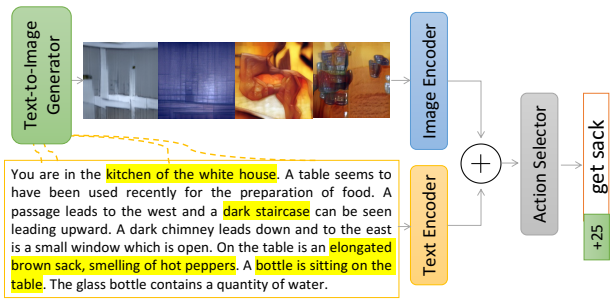 Text-to-Image
Generator
Image Encoder
Text Encoder
+
Action Selector
get sack
+25
You are in the kitchen of the white house. A table seems to
have been used recently for the preparation of food. A
passage leads to the west and a dark staircase can be seen
leading upward. A dark chimney leads down and to the east
is a small window which is open. On the table is an elongated
brown sack, smelling of hot peppers. A bottle is sitting on the
table. The glass bottle contains a quantity of water.